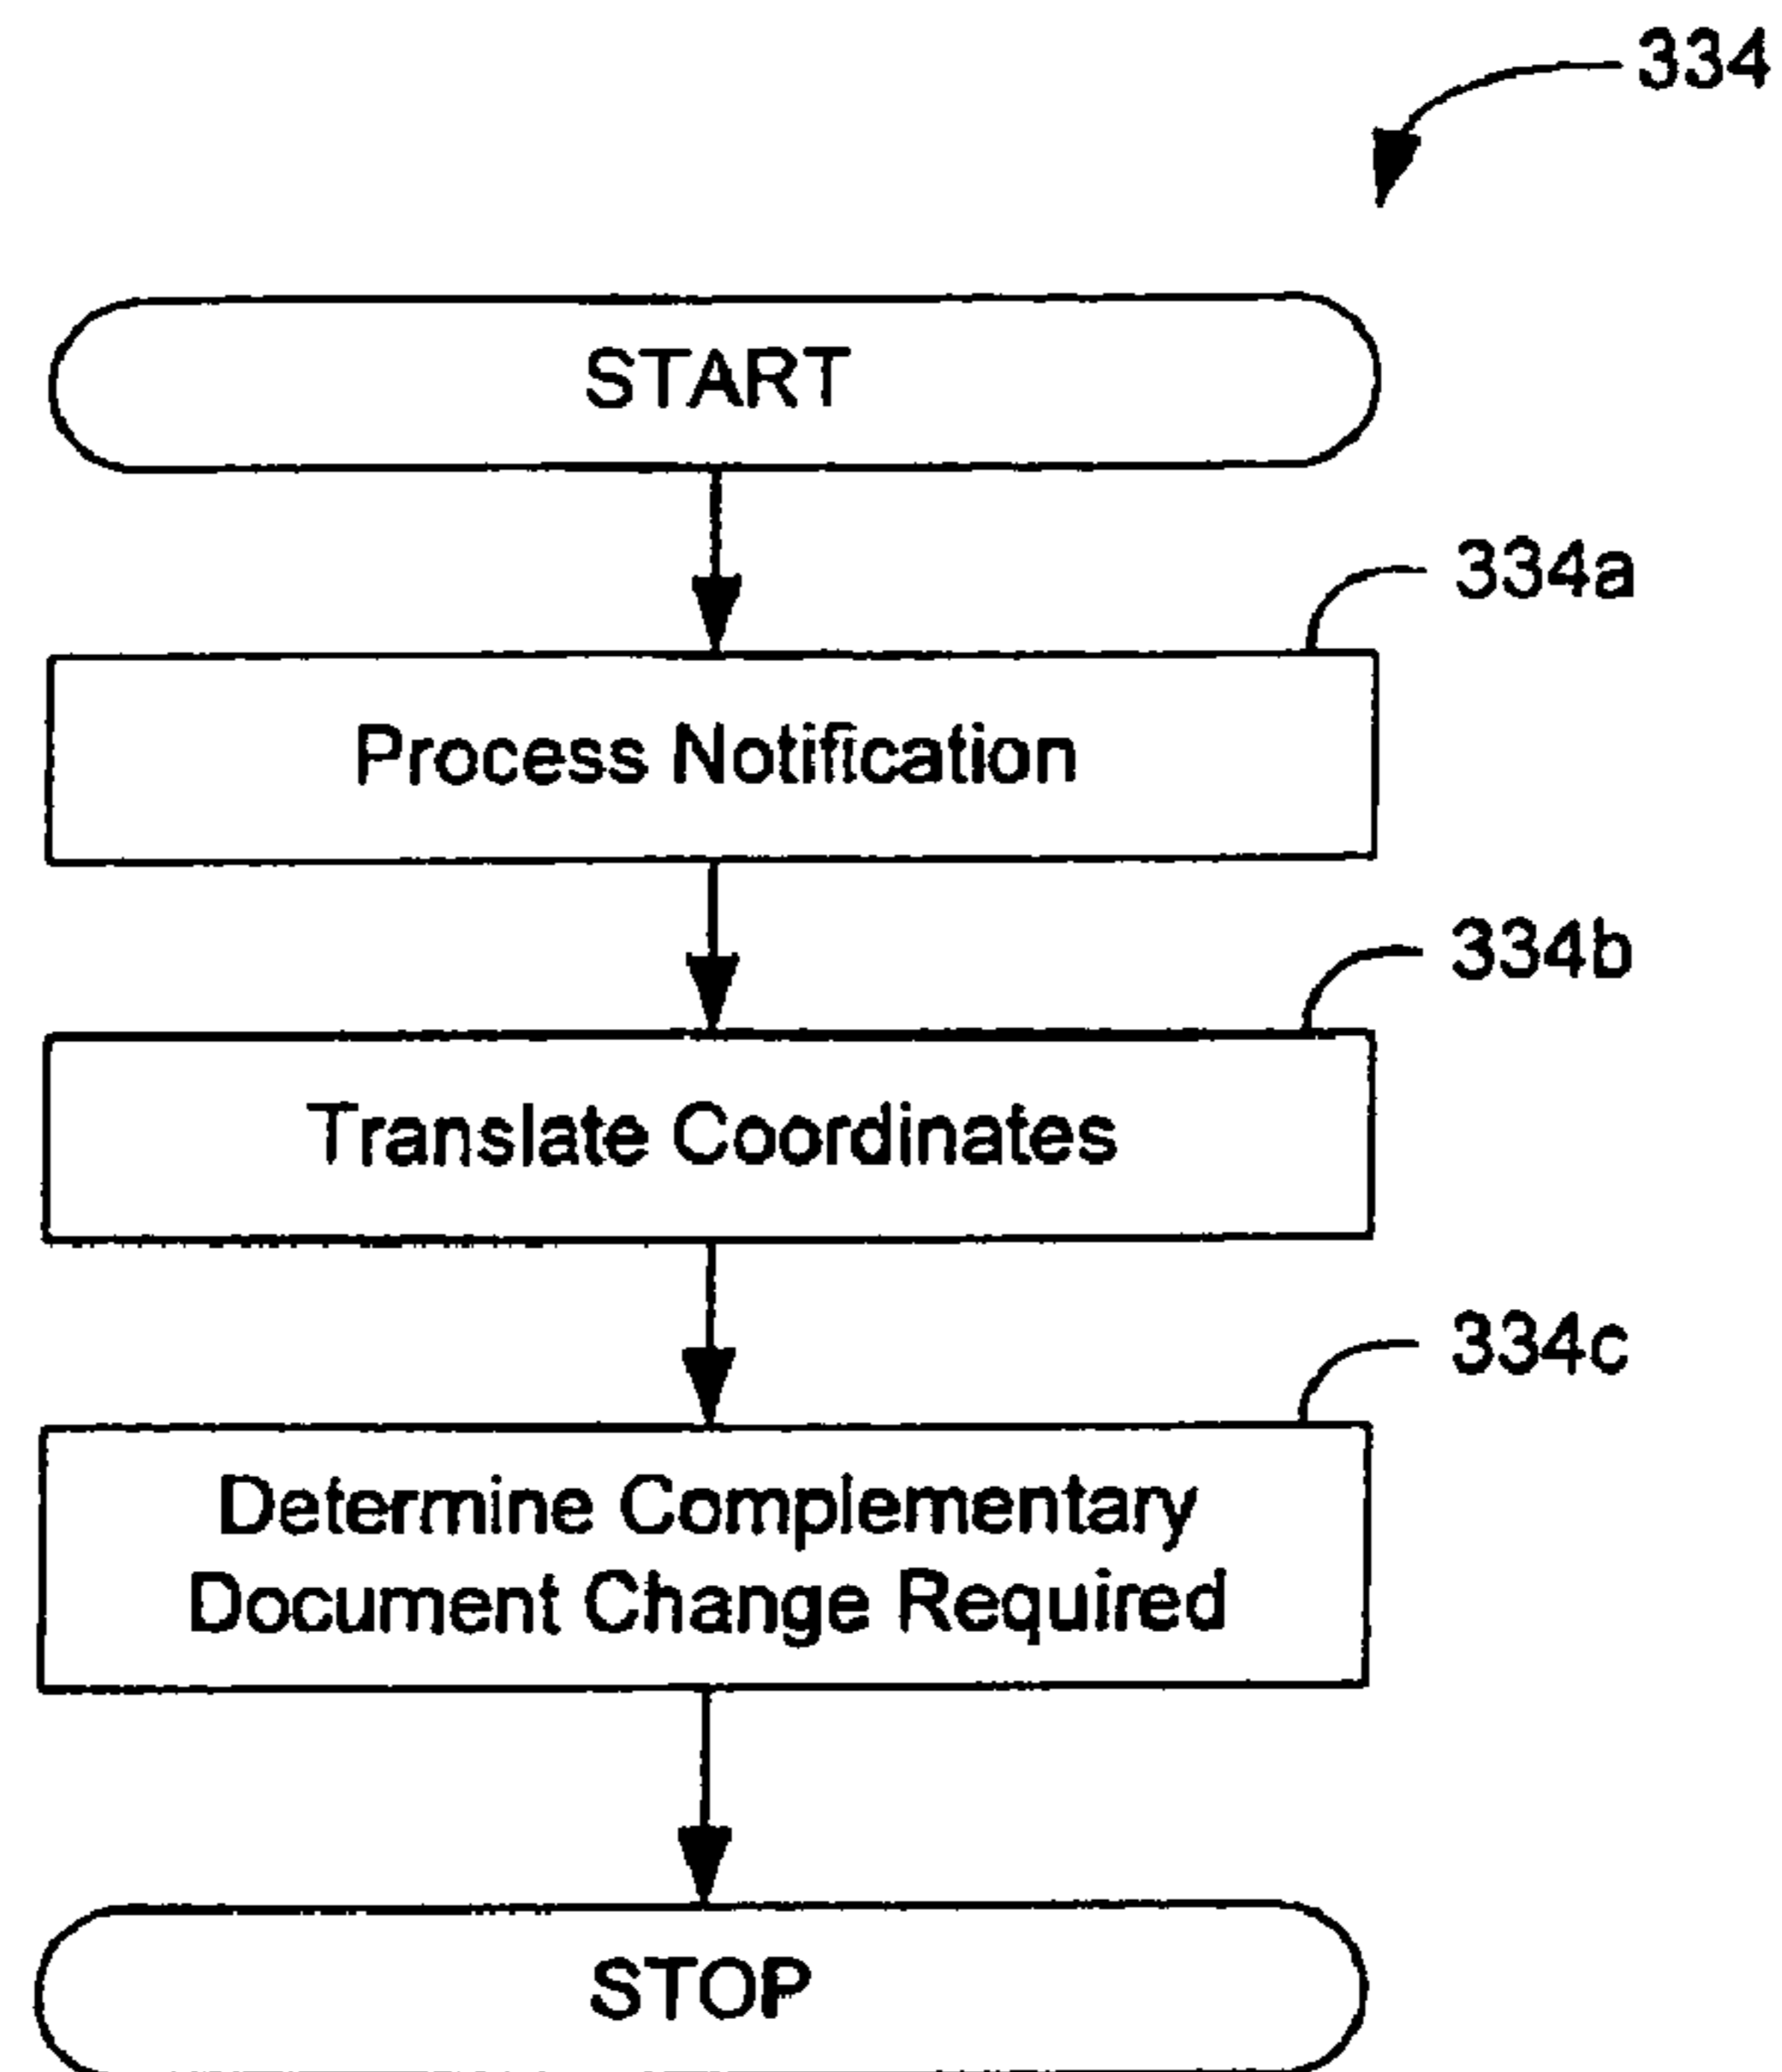 334
START
334a
Process Notification
334b
Translate Coordinates
334c
Determine Complementary
Document Change Required
STOP